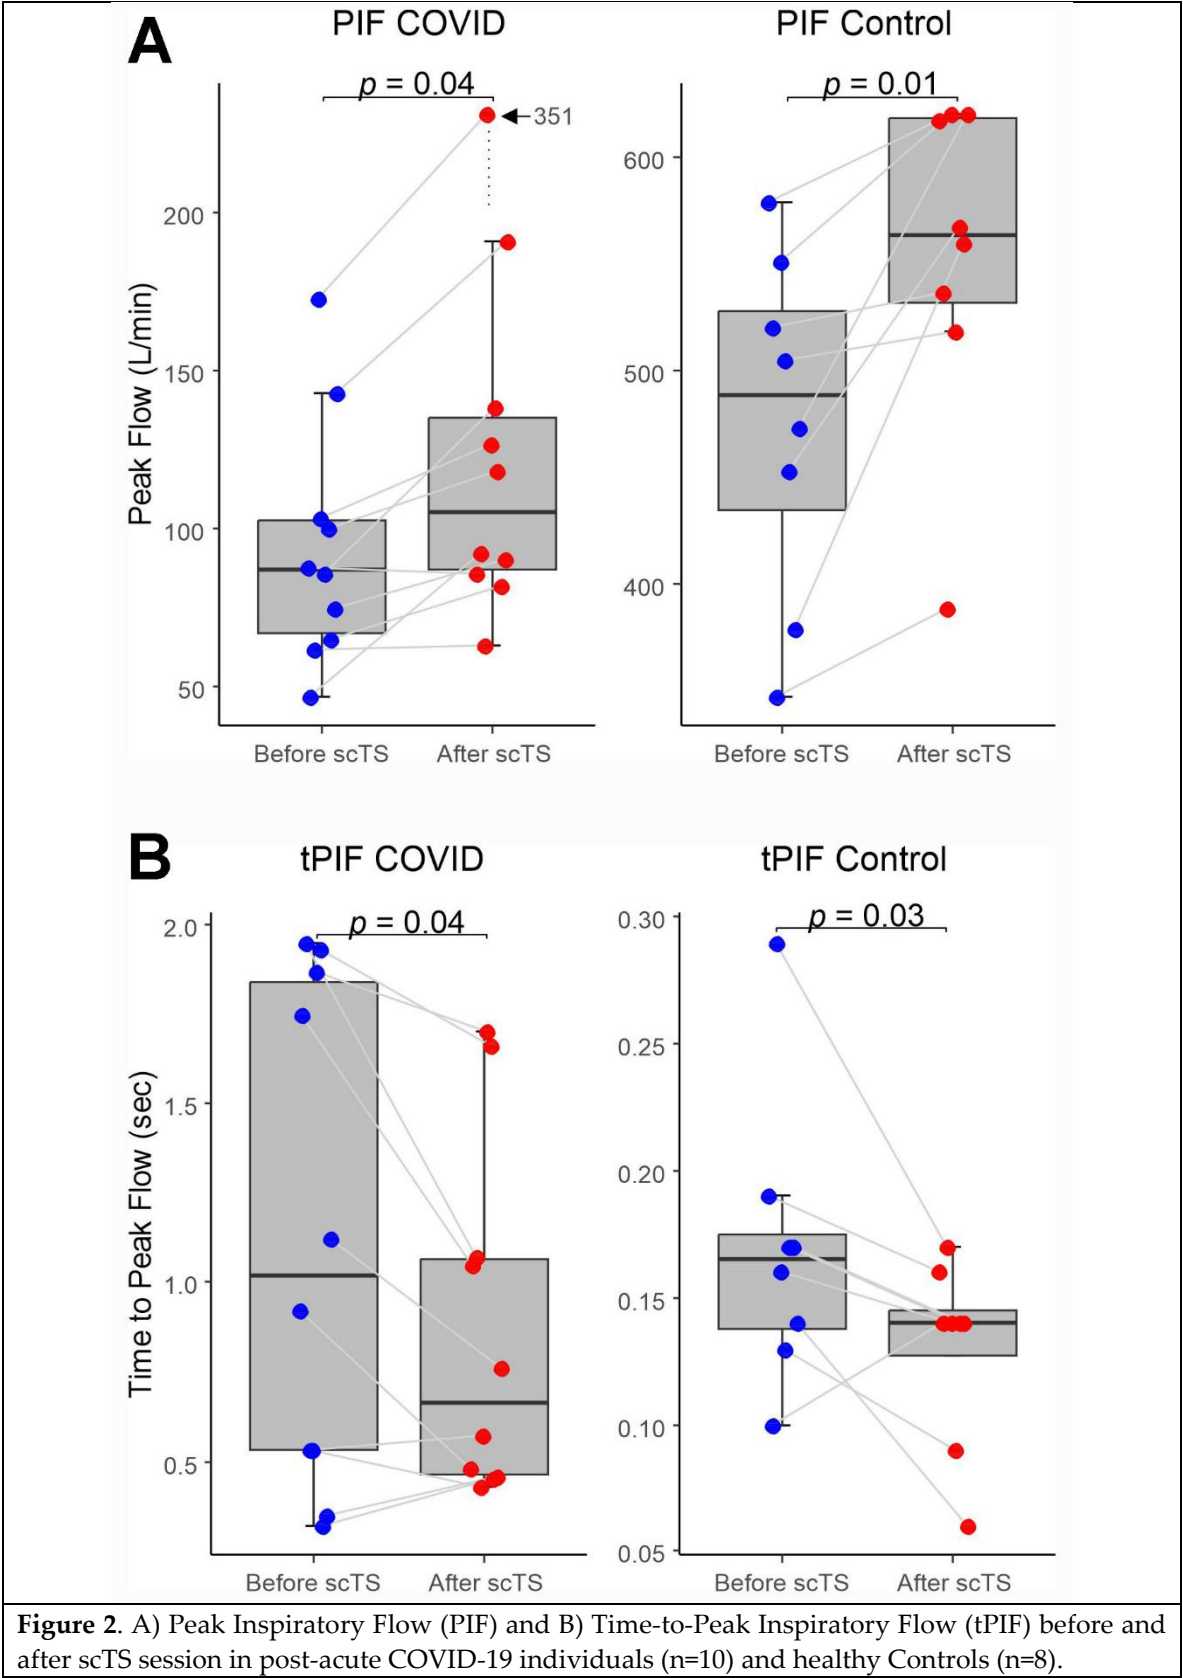 A
PIF COVID
PIF Control
p = 0.04
p = 0.01
351
Peak Flow (L/min)
200
150
100
50
600
500
400
Before scTS
After scTS
Before scTS
After scTS
B
tPIF COVID
tPIF Control
p = 0.04
p = 0.03
Time to Peak Flow (sec)
2.0
1.5
1.0
0.5
0.30
0.25
0.20
0.15
0.10
0.05
Before scTS
After scTS
Before scTS
After scTS
Figure 2. A) Peak Inspiratory Flow (PIF) and B) Time-to-Peak Inspiratory Flow (tPIF) before and
after scTS session in post-acute COVID-19 individuals (n=10) and healthy Controls (n=8).